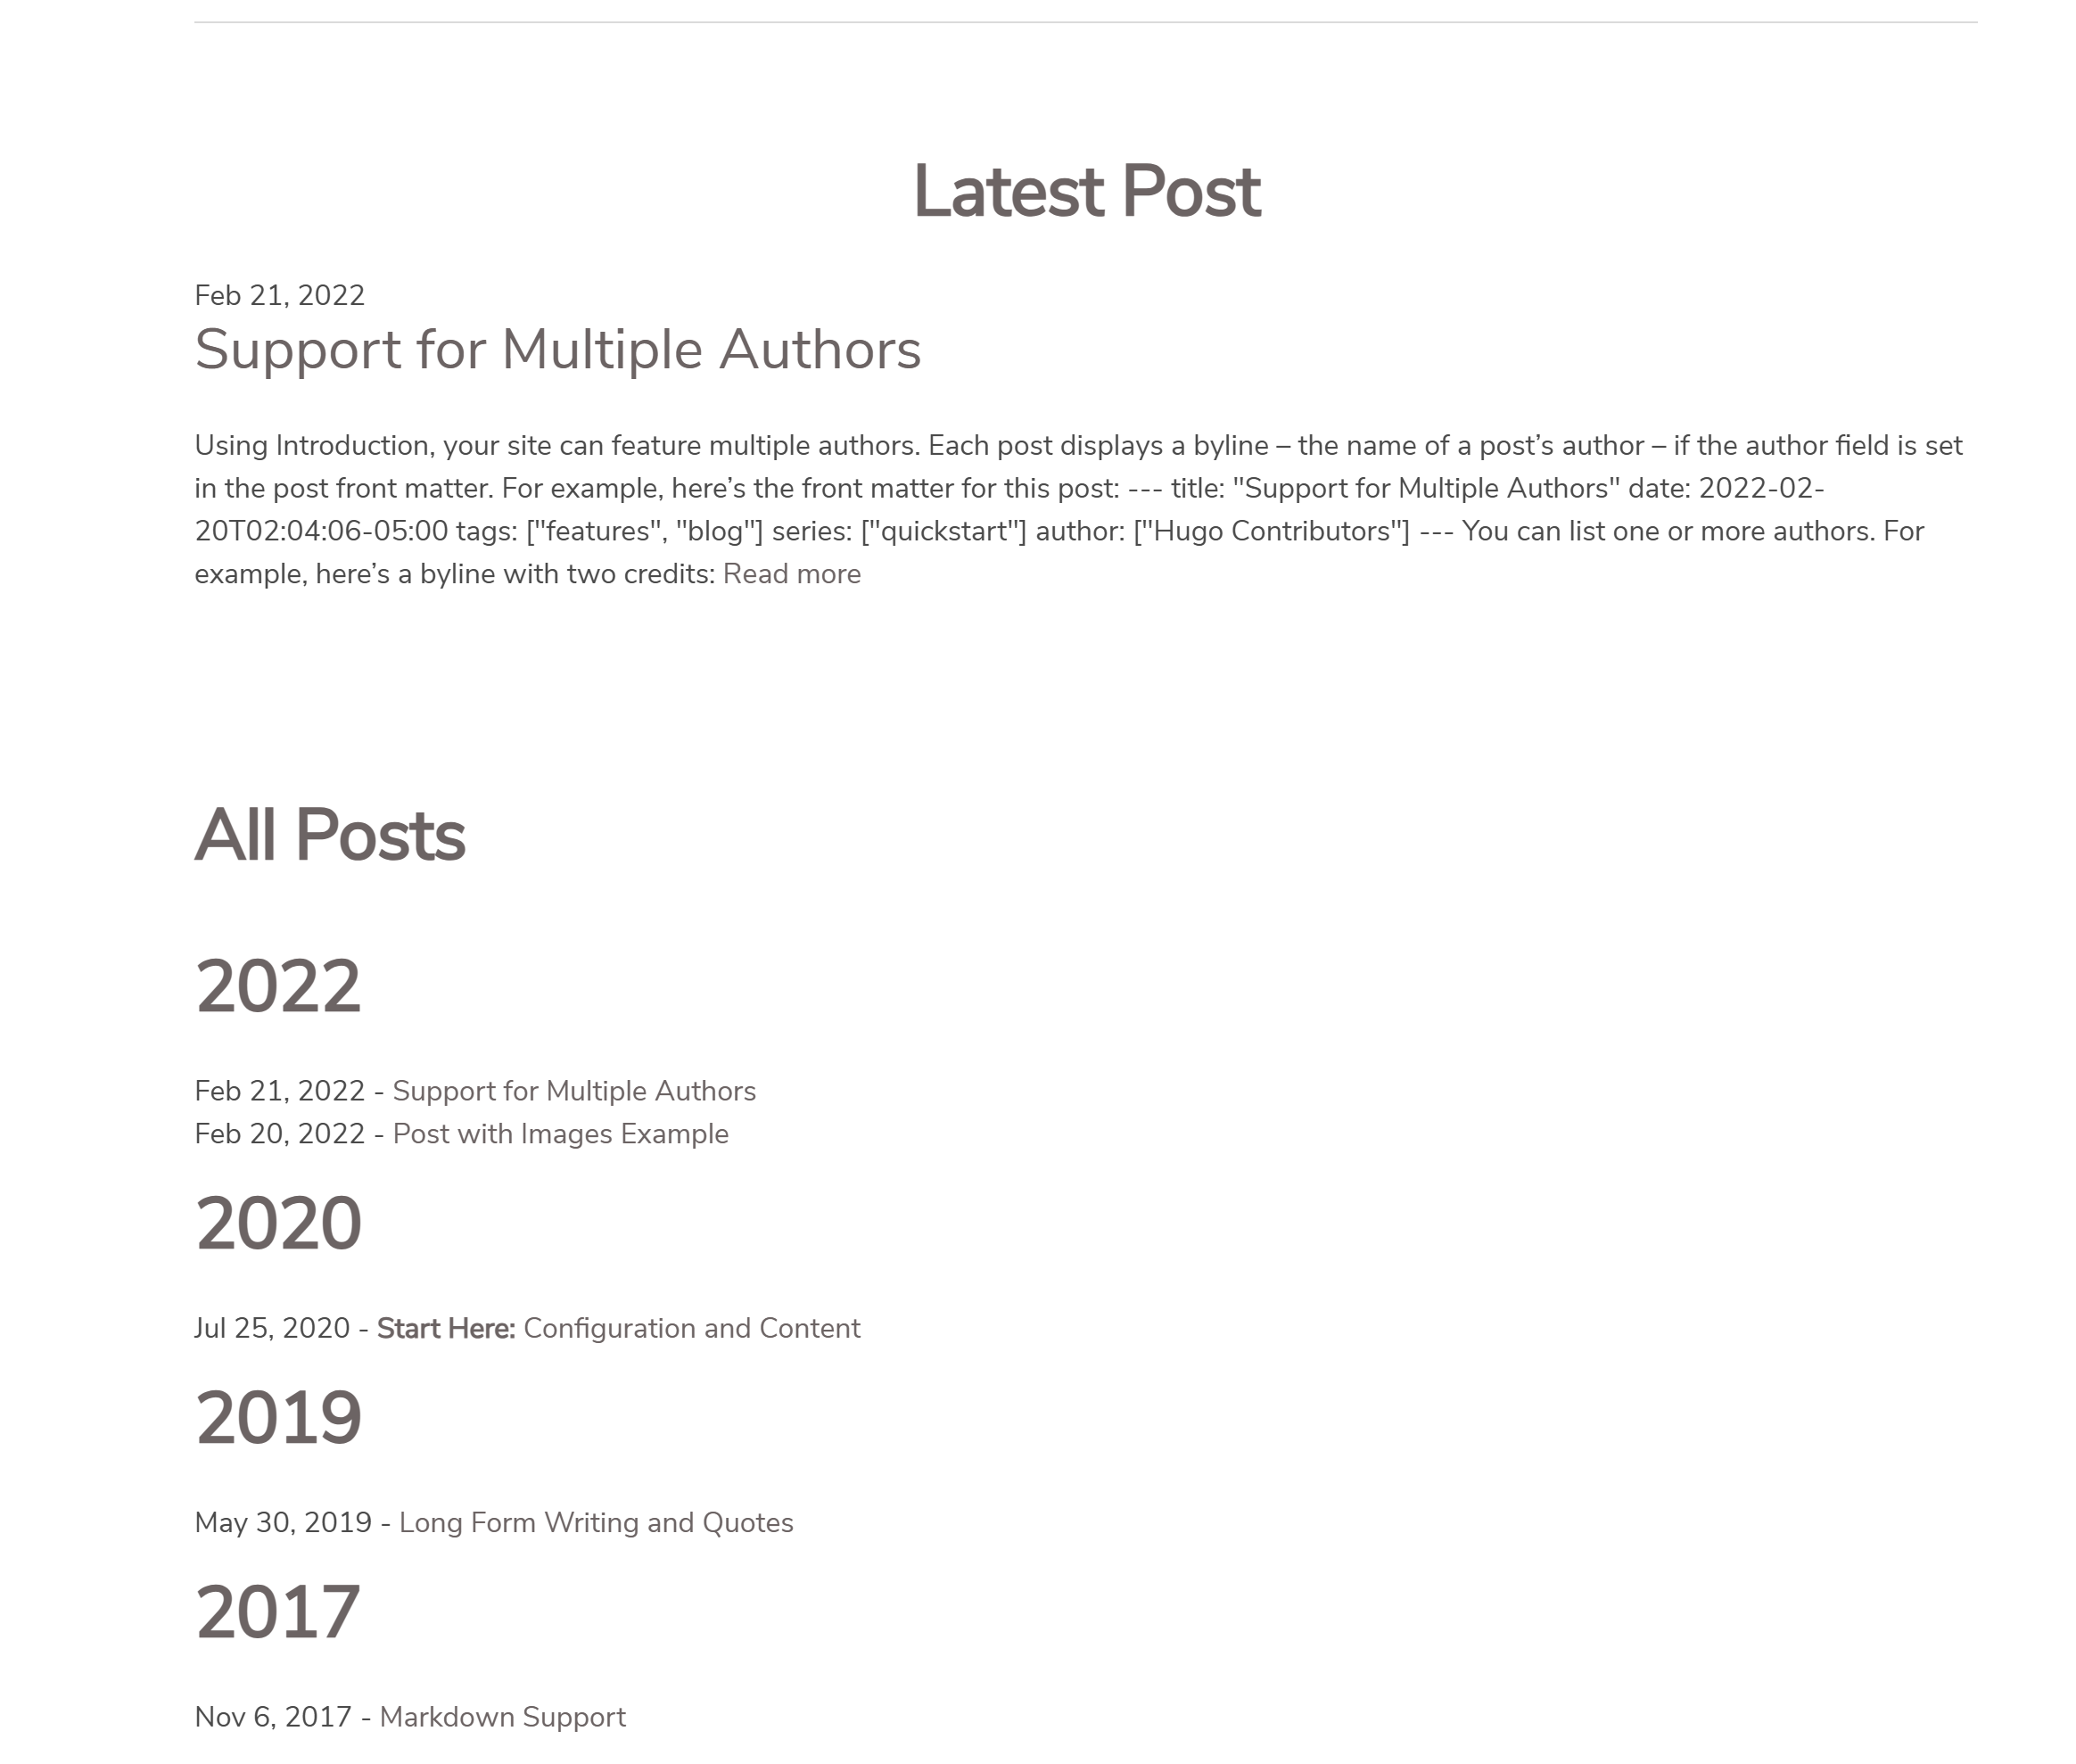 Latest Post
Feb 21, 2022
Support for Multiple Authors
Using Introduction, your site can feature multiple authors. Each post displays a byline – the name of a post’s author – if the author field is set
in the post front matter. For example, here’s the front matter for this post: --- title: "Support for Multiple Authors" date: 2022-02-
20T02:04:06-05:00 tags: ["features", "blog"] series: ["quickstart"] author: ["Hugo Contributors"] --- You can list one or more authors. For
example, here’s a byline with two credits: Read more
All Posts
2022
Feb 21, 2022 - Support for Multiple Authors
Feb 20, 2022 - Post with Images Example
2020
Jul 25, 2020 - Start Here: Configuration and Content
2019
May 30, 2019 - Long Form Writing and Quotes
2017
Nov 6, 2017 - Markdown Support